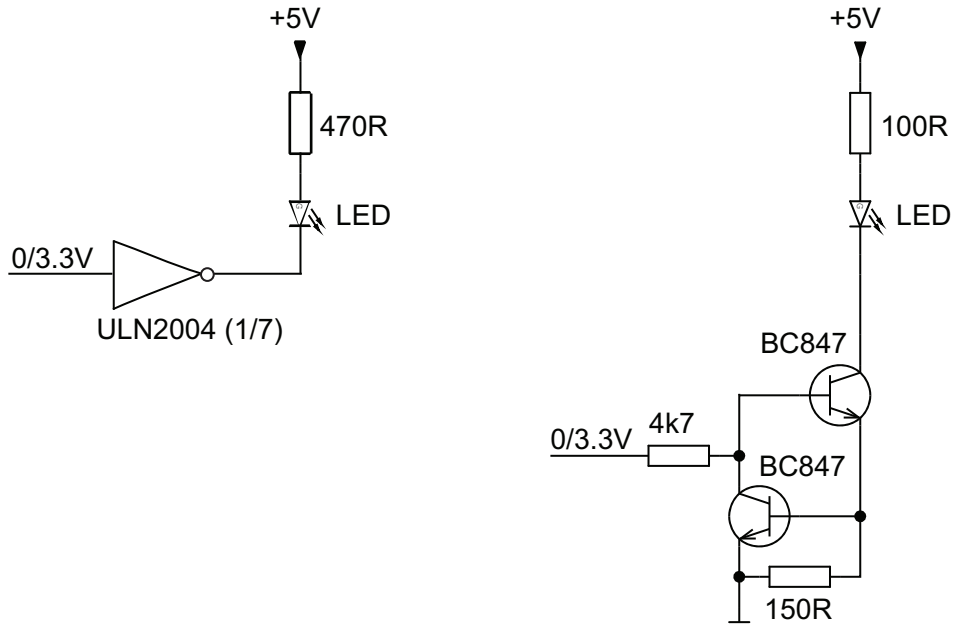 +5V
470R
LED
0/3.3V
ULN2004 (1/7)
+5V
100R
LED
BC847
4k7
0/3.3V
BC847
150R